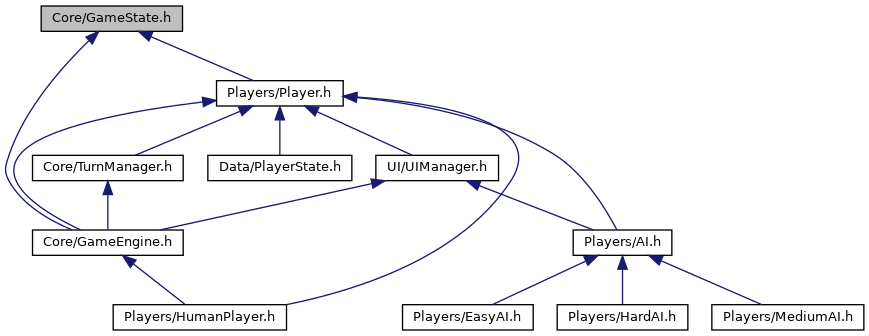 Core/GameState.h
Players/Player.h
Core/TurnManager.h
Data/PlayerState.h
UI/UIManager.h
Core/GameEngine.h
Players/AI.h
Players/HumanPlayer.h
Players/EasyAI.h
Players/HardAI.h
Players/MediumAI.h